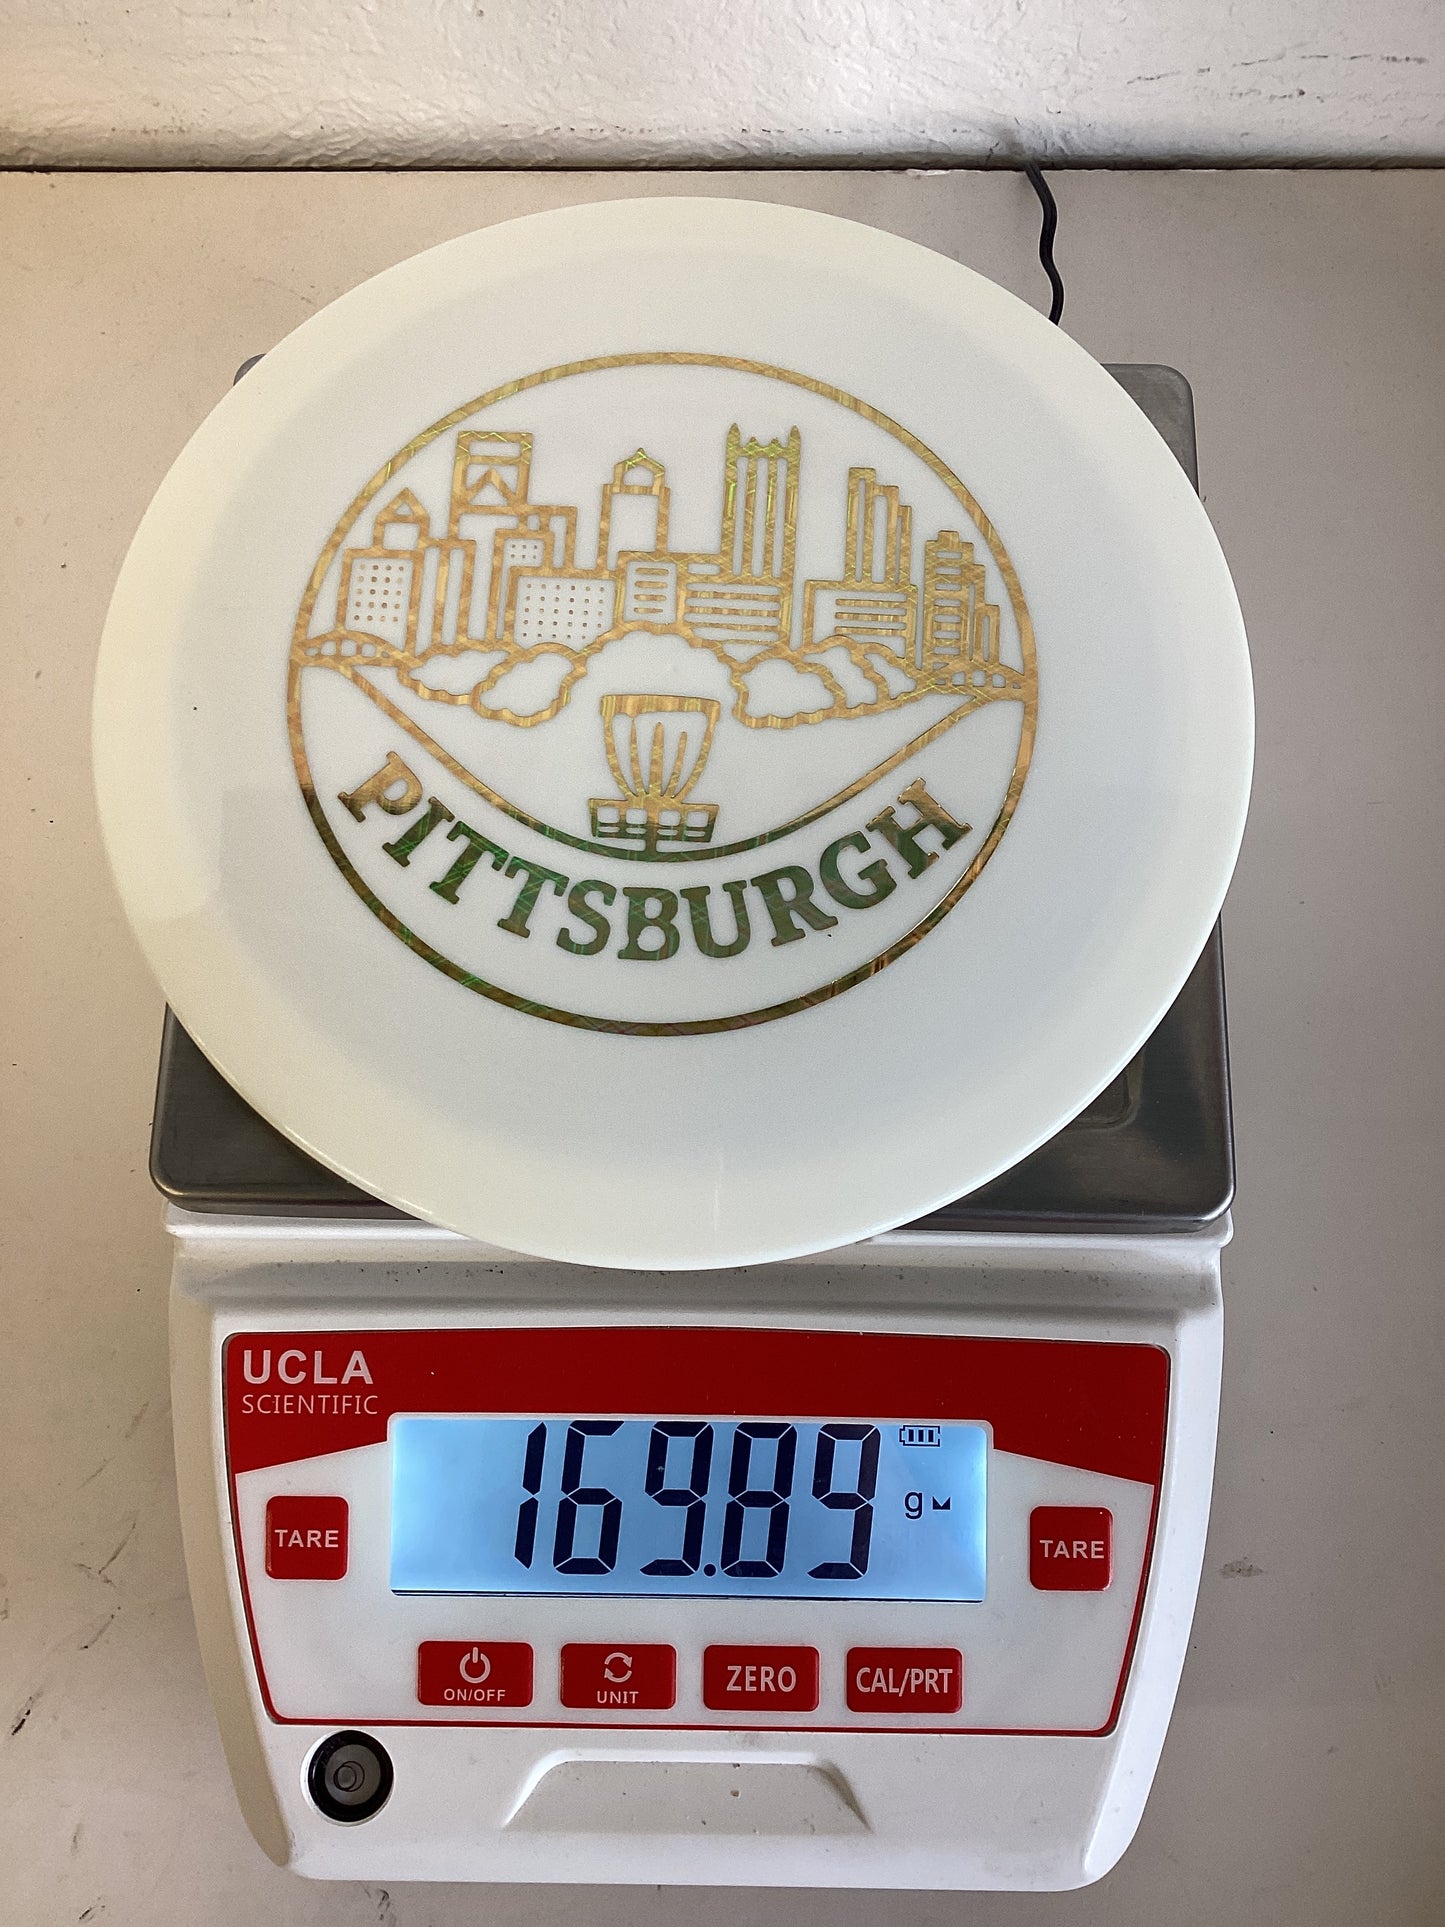 PITTSBURGH
UCLA
SCIENTIFIC
169.89 g
TARE
TARE
ON/OFF
UNIT
ZERO
CAL/PRT